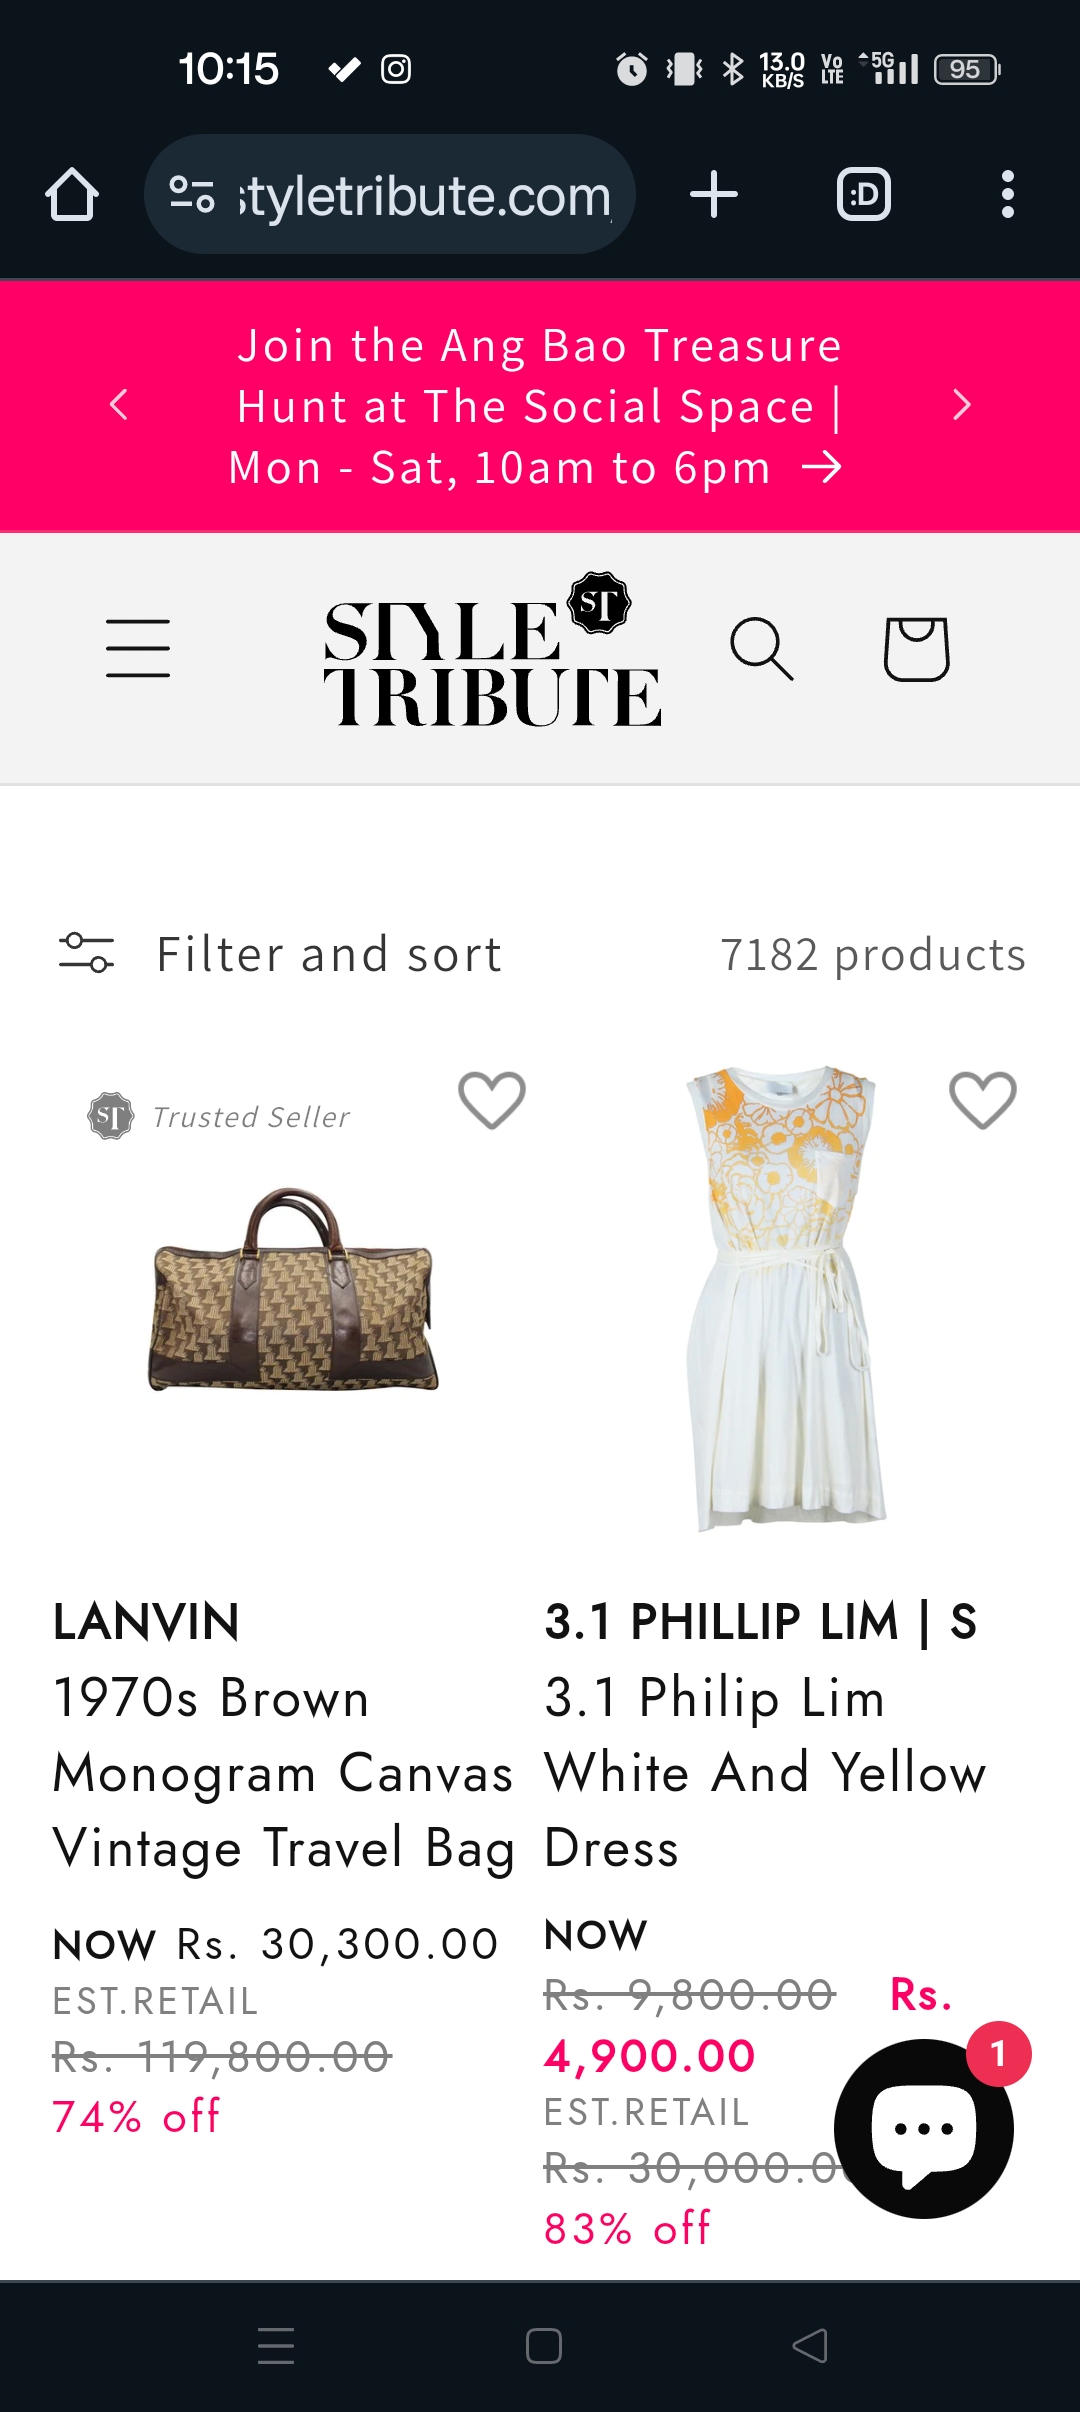 10:15
13.0
KB/S
Vo
LTE
5G
95
styletribute.com
:D
Join the Ang Bao Treasure
Hunt at The Social Space |
Mon - Sat, 10am to 6pm →
STYLE
ST
TRIBUTE
Filter and sort
7182 products
ST Trusted Seller
LANVIN
1970s Brown
Monogram Canvas
Vintage Travel Bag
NOW Rs. 30,300.00
EST.RETAIL
Rs. 119,800.00
74% off
3.1 PHILLIP LIM | S
3.1 Philip Lim
White And Yellow
Dress
NOW
Rs. 9,800.00 Rs.
4,900.00
EST.RETAIL
Rs. 30,000.0
83% off
1